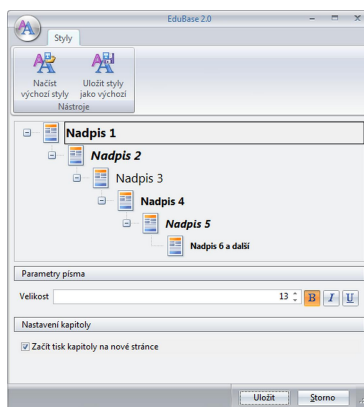 EduBase 2.0
Styly
Načíst výchozí styly
Uložit styly jako výchozí
Nástroje
Nadpis 1
Nadpis 2
Nadpis 3
Nadpis 4
Nadpis 5
Nadpis 6 a další
Parametry písma
Velikost 13 B I U
Nastavení kapitoly
Začít tisk kapitoly na nové stránce
Uložit Storno